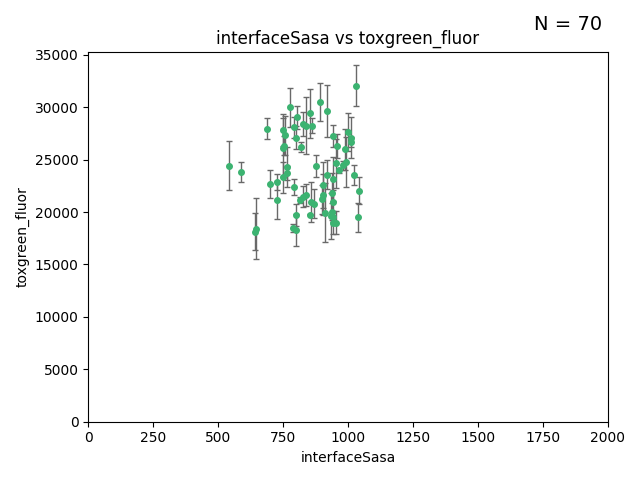 N = 70
interfaceSasa vs toxgreen_fluor
35000
30000
25000
20000
15000
10000
5000
0
toxgreen_fluor
0 250 500 750 1000 1250 1500 1750 2000
interfaceSasa